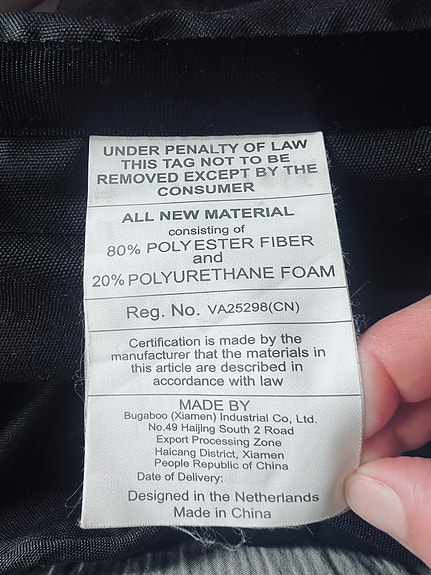 UNDER PENALTY OF LAW
THIS TAG NOT TO BE
REMOVED EXCEPT BY THE
CONSUMER
ALL NEW MATERIAL
consisting of
80% POLYESTER FIBER
and
20% POLYURETHANE FOAM
Reg. No. VA25298(CN)
Certification is made by the
manufacturer that the materials in
this article are described in
accordance with law
MADE BY
Bugaboo (Xiamen) Industrial Co, Ltd.
No.49 Haijing South 2 Road
Export Processing Zone
Haicang District, Xiamen
People Republic of China
Date of Delivery:
Designed in the Netherlands
Made in China